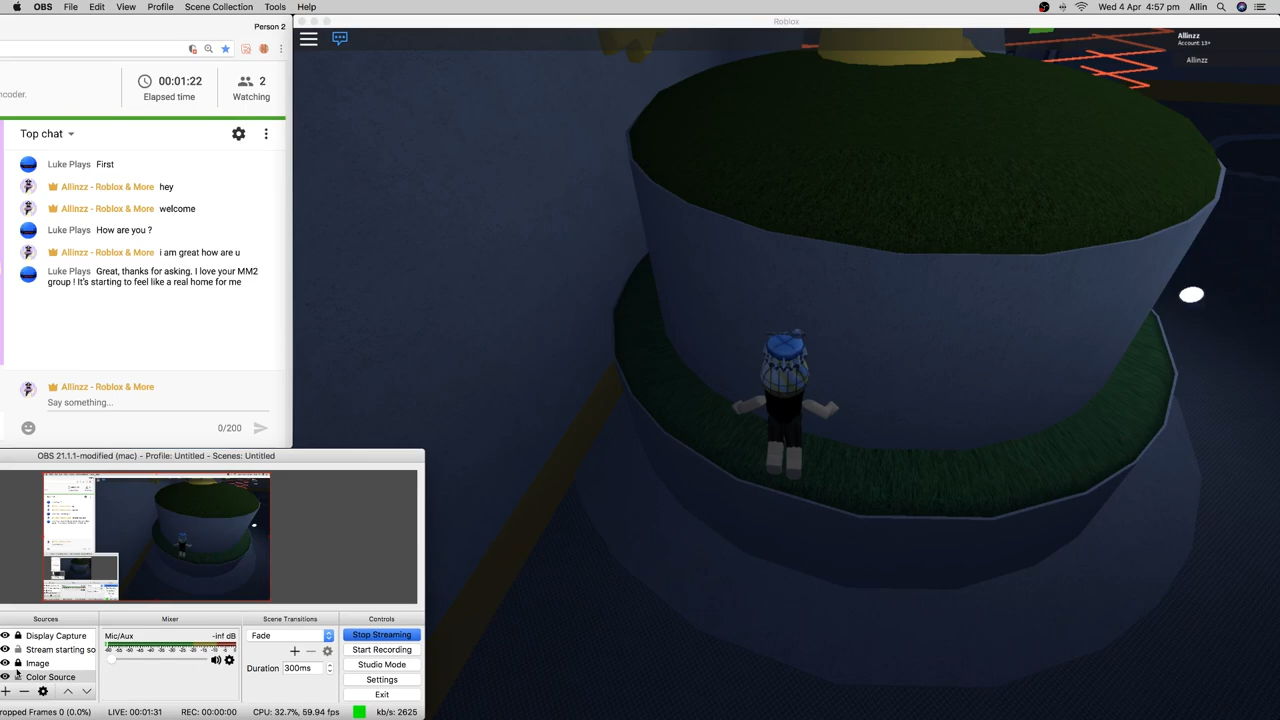 OBS File Edit View Profile Scene Collection Tools Help
Wed 4 Apr 4:57 pm Allin
Person 2
Roblox
Allinzz
Account: 13+
Allinzz
ncoder.
00:01:22
Elapsed time
2
Watching
Top chat
Luke Plays First
Allinzz - Roblox & More hey
Allinzz - Roblox & More welcome
Luke Plays How are you ?
Allinzz - Roblox & More i am great how are u
Luke Plays Great, thanks for asking. I love your MM2
group ! It's starting to feel like a real home for me
Allinzz - Roblox & More
Say something...
0/200
OBS 21.1.1-modified (mac) - Profile: Untitled - Scenes: Untitled
Sources
Display Capture
Stream starting so
Image
Color Source
Mixer
Mic/Aux -inf dB
Scene Transitions
Fade
Duration 300ms
Controls
Stop Streaming
Start Recording
Studio Mode
Settings
Exit
ropped Frames 0 (0.0%) LIVE: 00:01:31 REC: 00:00:00 CPU: 32.7%, 59.94 fps kb/s: 2625